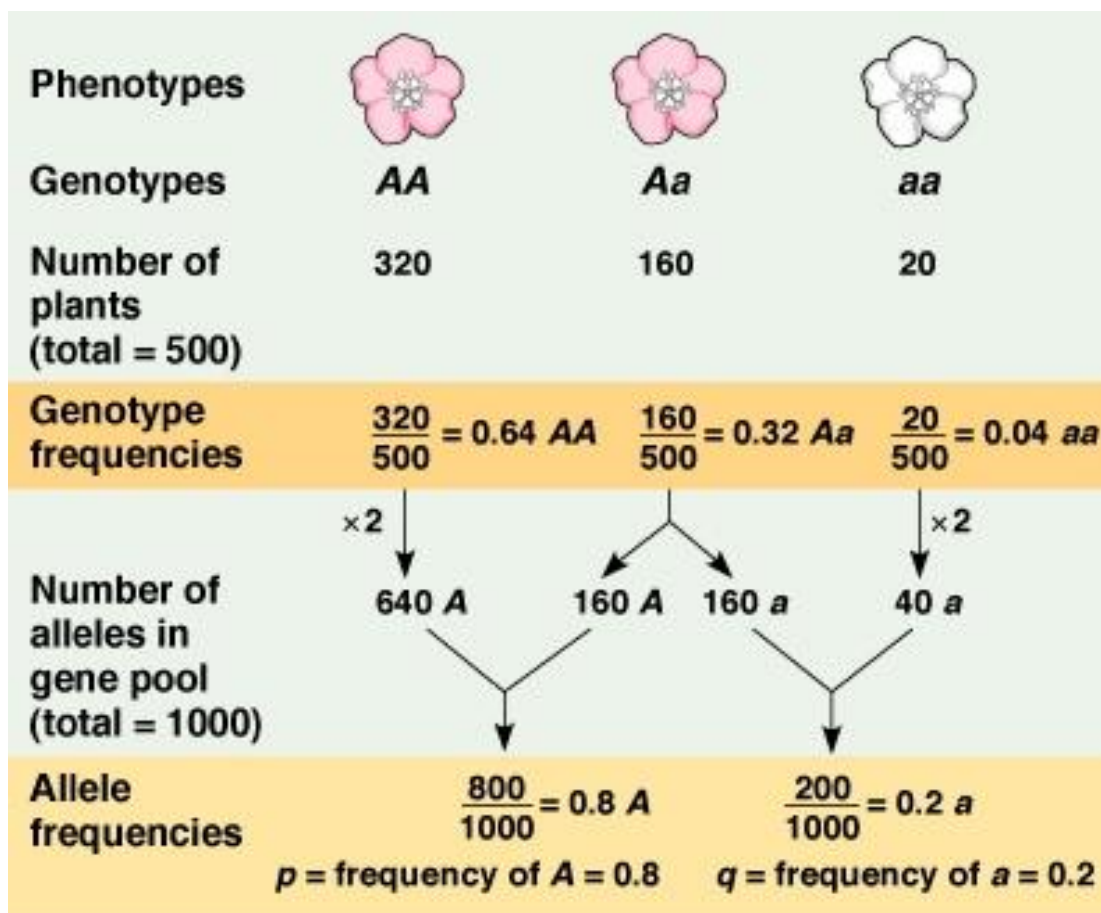 Phenotypes
Genotypes AA Aa aa
Number of plants (total = 500) 320 160 20
Genotype frequencies 320/500 = 0.64 AA 160/500 = 0.32 Aa 20/500 = 0.04 aa
×2 ×2
Number of alleles in gene pool (total = 1000) 640 A 160 A 160 a 40 a
Allele frequencies 800/1000 = 0.8 A 200/1000 = 0.2 a
p = frequency of A = 0.8 q = frequency of a = 0.2